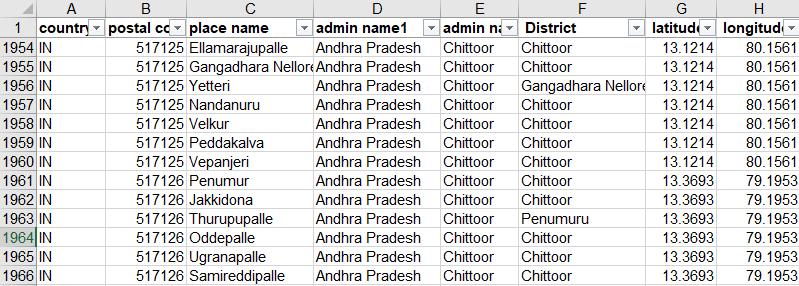 A B C D E F G H
1 country postal co place name admin name1 admin na District latitude longitude
1954 IN 517125 Ellamarajupalle Andhra Pradesh Chittoor Chittoor 13.1214 80.1561
1955 IN 517125 Gangadhara Nellore Andhra Pradesh Chittoor Chittoor 13.1214 80.1561
1956 IN 517125 Yetteri Andhra Pradesh Chittoor Gangadhara Nellore 13.1214 80.1561
1957 IN 517125 Nandanuru Andhra Pradesh Chittoor Chittoor 13.1214 80.1561
1958 IN 517125 Velkur Andhra Pradesh Chittoor Chittoor 13.1214 80.1561
1959 IN 517125 Peddakalva Andhra Pradesh Chittoor Chittoor 13.1214 80.1561
1960 IN 517125 Vepanjeri Andhra Pradesh Chittoor Chittoor 13.1214 80.1561
1961 IN 517126 Penumur Andhra Pradesh Chittoor Chittoor 13.3693 79.1953
1962 IN 517126 Jakkidona Andhra Pradesh Chittoor Chittoor 13.3693 79.1953
1963 IN 517126 Thurupupalle Andhra Pradesh Chittoor Penumuru 13.3693 79.1953
1964 IN 517126 Oddepalle Andhra Pradesh Chittoor Chittoor 13.3693 79.1953
1965 IN 517126 Ugranapalle Andhra Pradesh Chittoor Chittoor 13.3693 79.1953
1966 IN 517126 Samireddipalle Andhra Pradesh Chittoor Chittoor 13.3693 79.1953